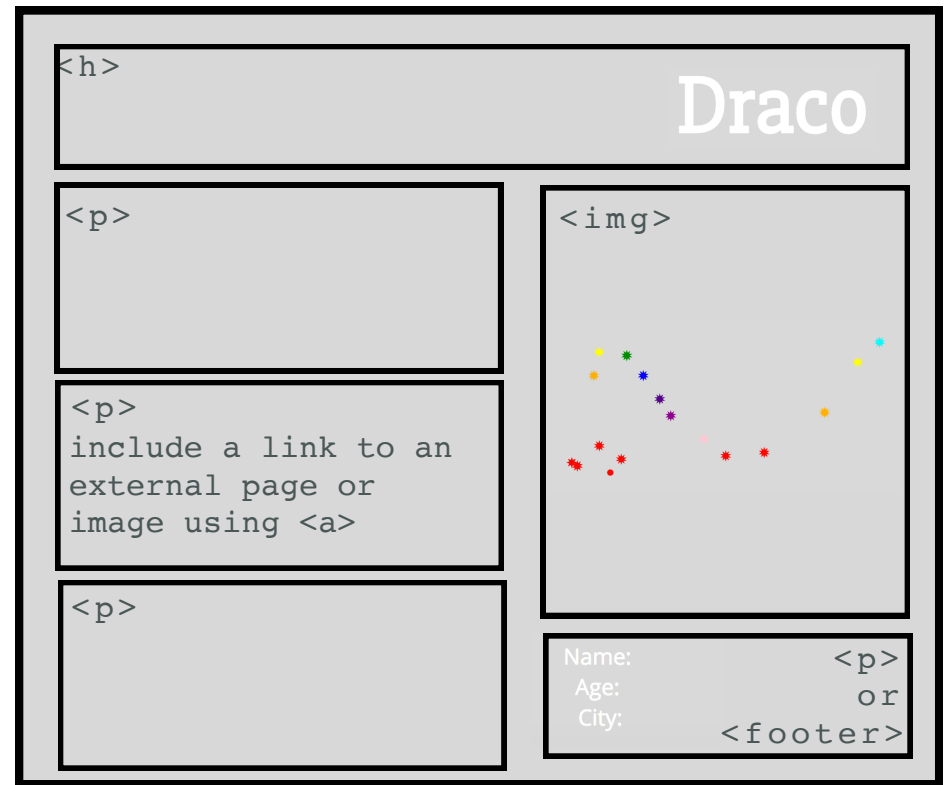 <h>
Draco
<p>
<p>
include a link to an
external page or
image using <a>
<p>
<img>
Name:
Age:
City:
<p>
or
<footer>